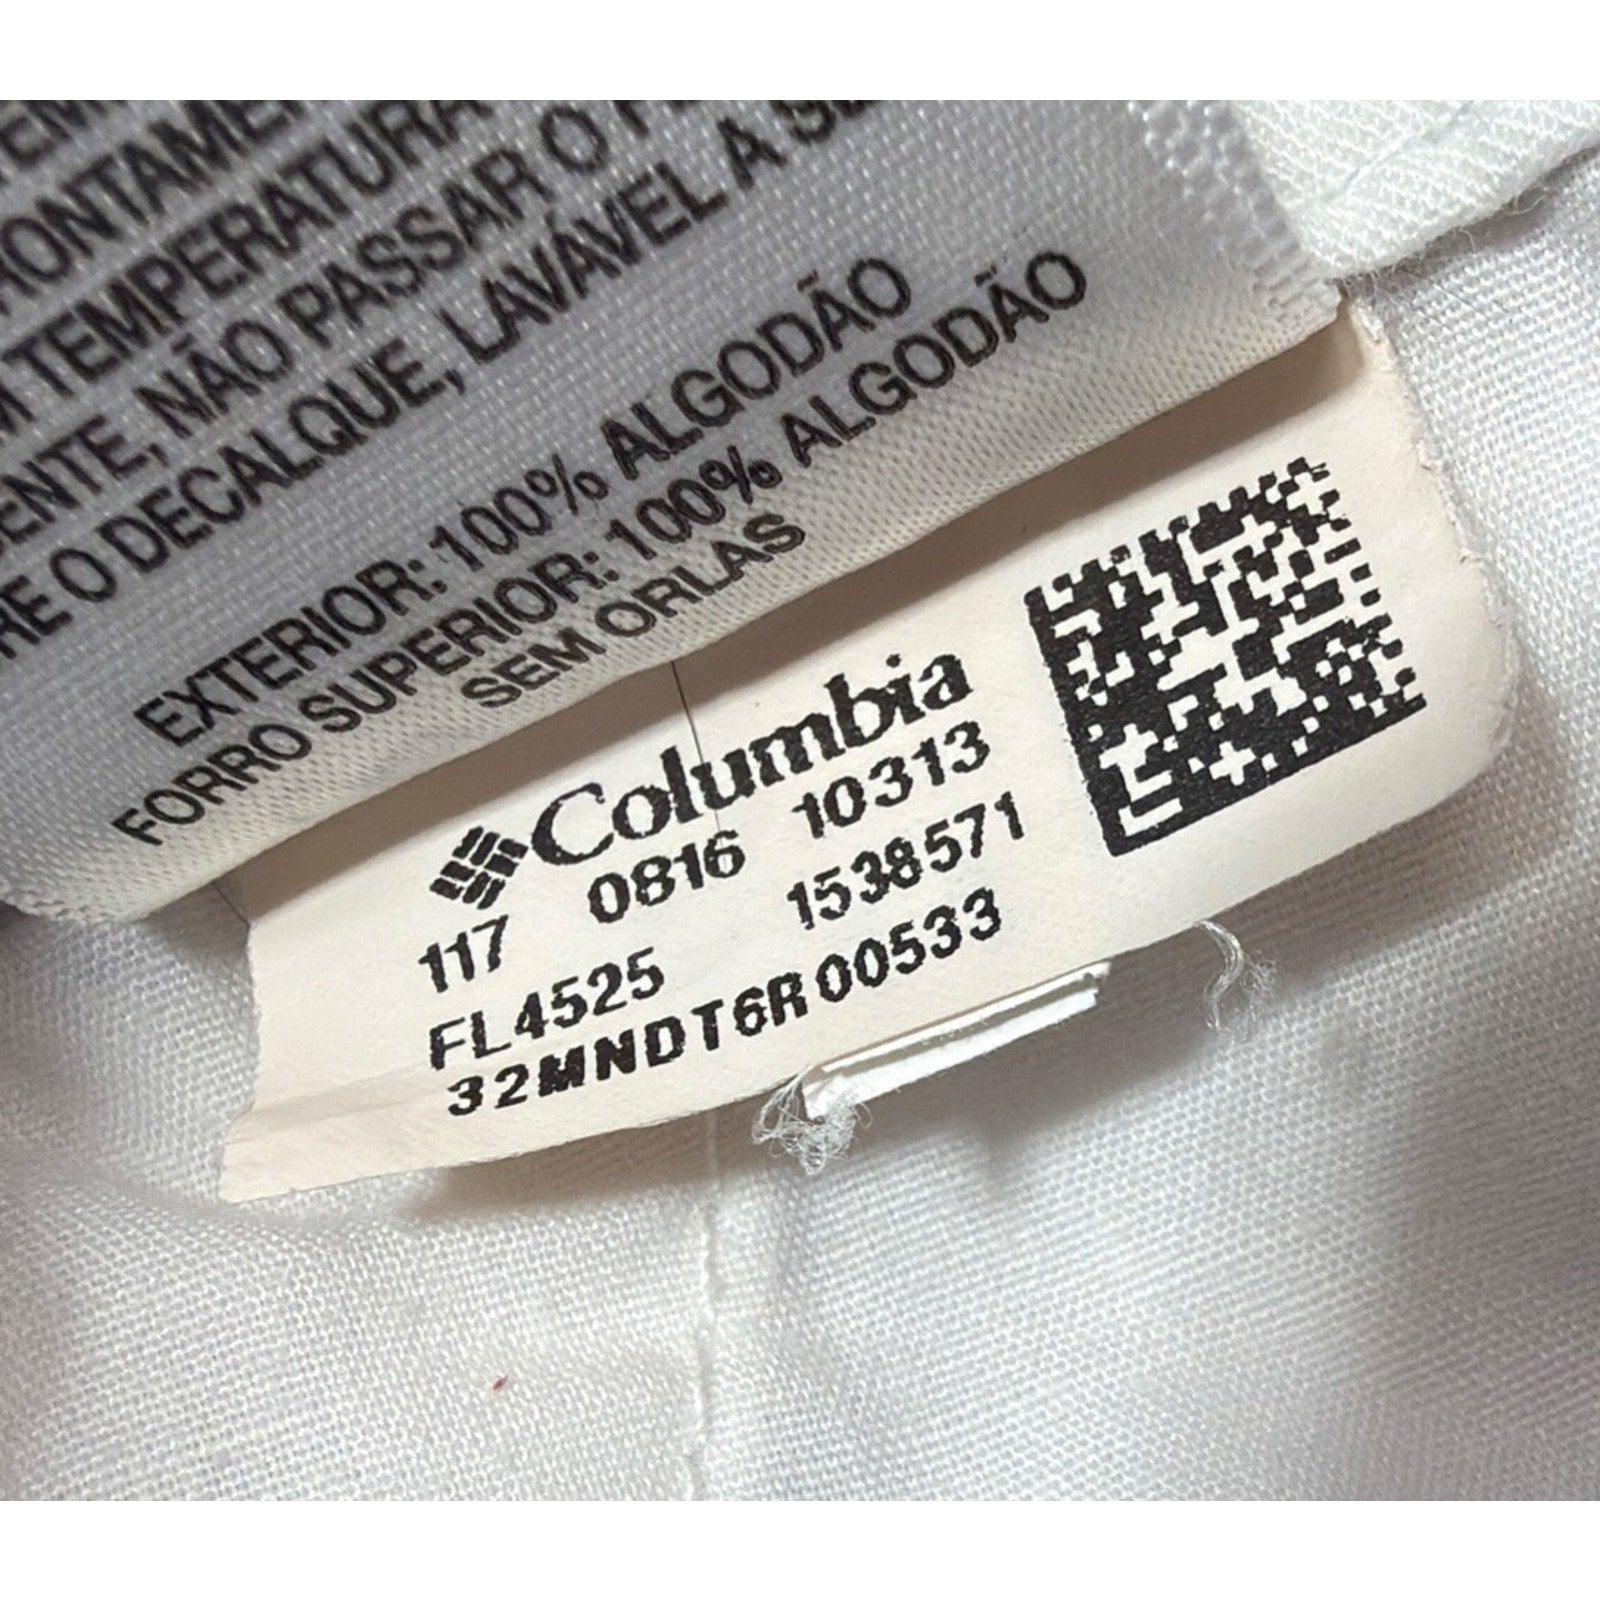 TEMPERATURA
ENTE, NÃO PASSAR O
RE O DECALQUE, LAVÁVEL A
EXTERIOR: 100% ALGODÃO
FORRO SUPERIOR: 100% ALGODÃO
SEM ORLAS
Columbia
117 0816 10313
FL4525 1538571
32MNDT6R00533